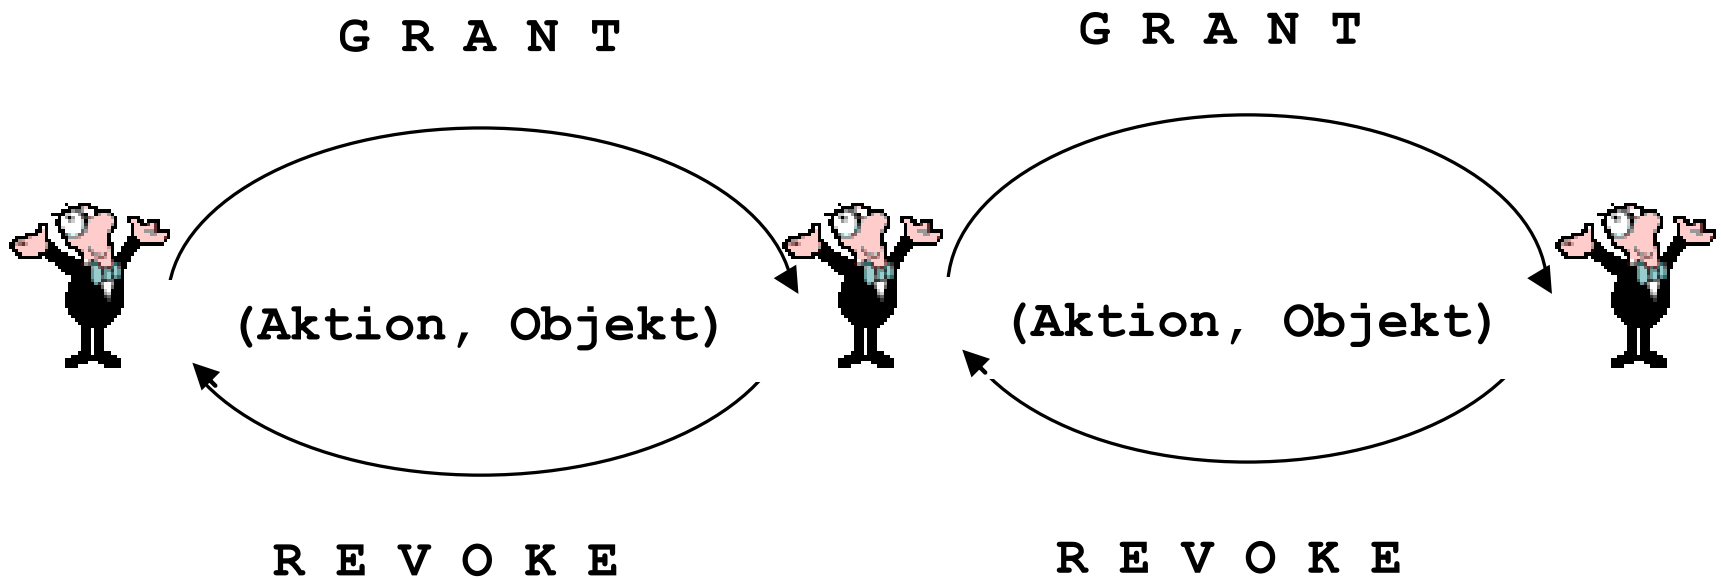 G R A N T
G R A N T
(Aktion, Objekt)
(Aktion, Objekt)
R E V O K E
R E V O K E